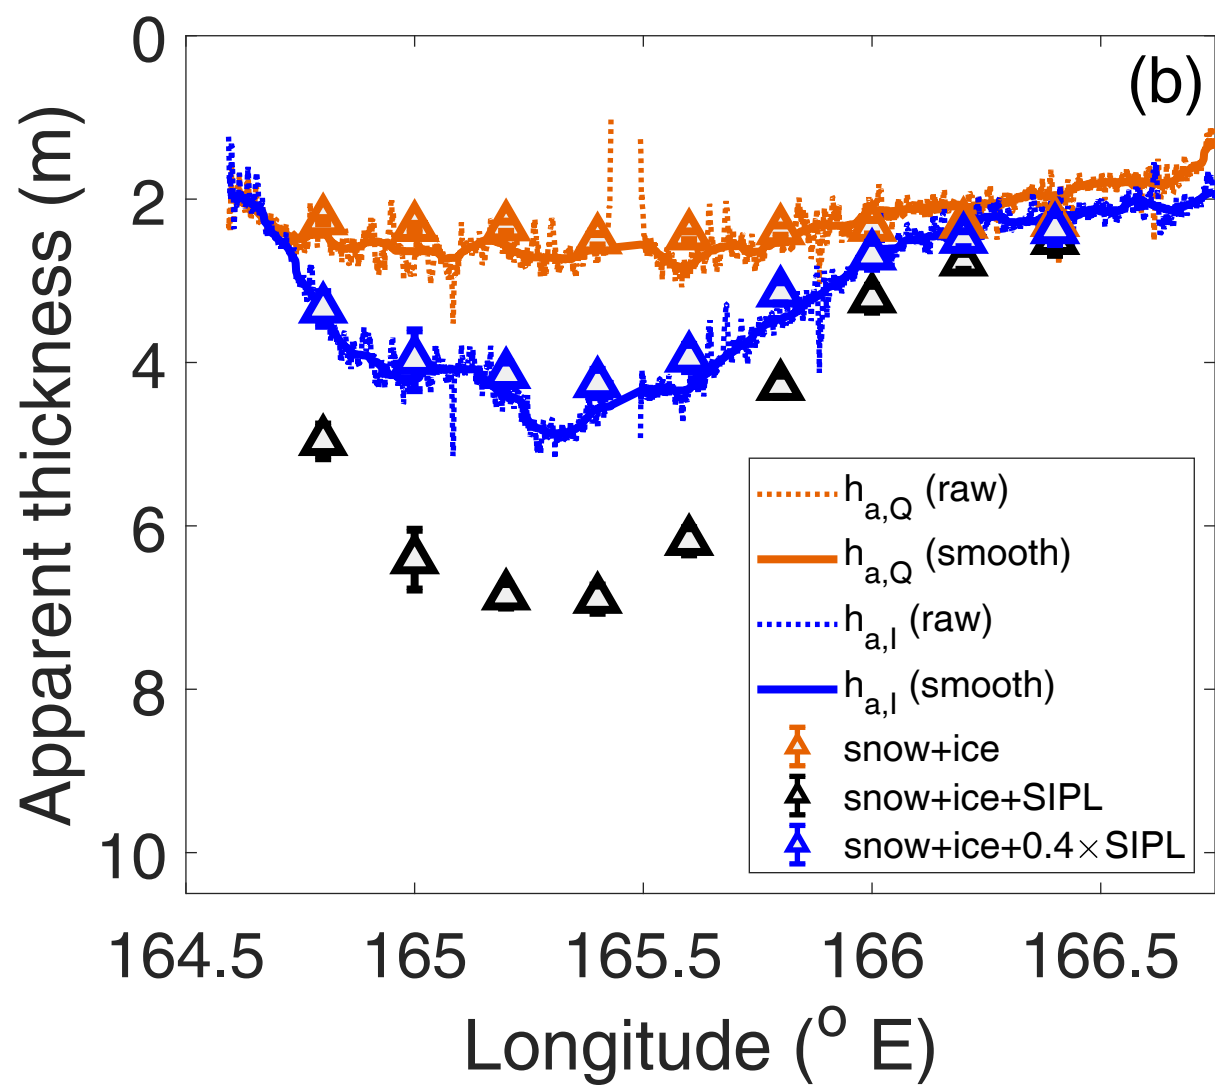 (b)
0
2
4
6
8
10
Apparent thickness (m)
h_a,Q (raw)
h_a,Q (smooth)
h_a,I (raw)
h_a,I (smooth)
snow+ice
snow+ice+SIPL
snow+ice+0.4×SIPL
164.5 165 165.5 166 166.5
Longitude (° E)